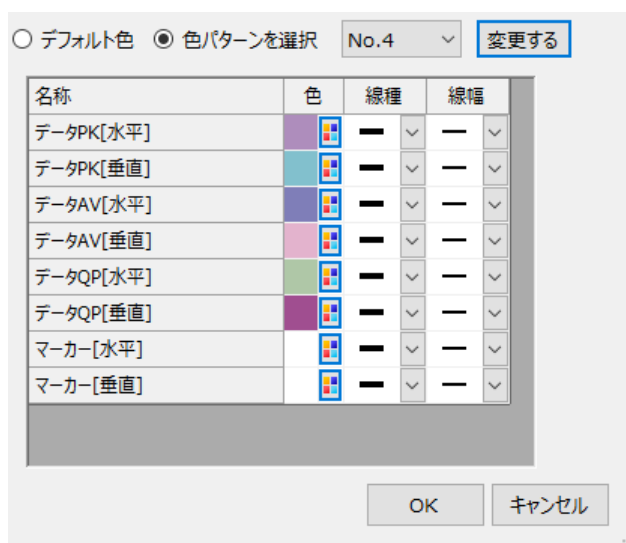 デフォルト色 色パターンを選択 No.4 変更する
名称 色 線種 線幅
データPK[水平]
データPK[垂直]
データAV[水平]
データAV[垂直]
データQP[水平]
データQP[垂直]
マーカー[水平]
マーカー[垂直]
OK キャンセル